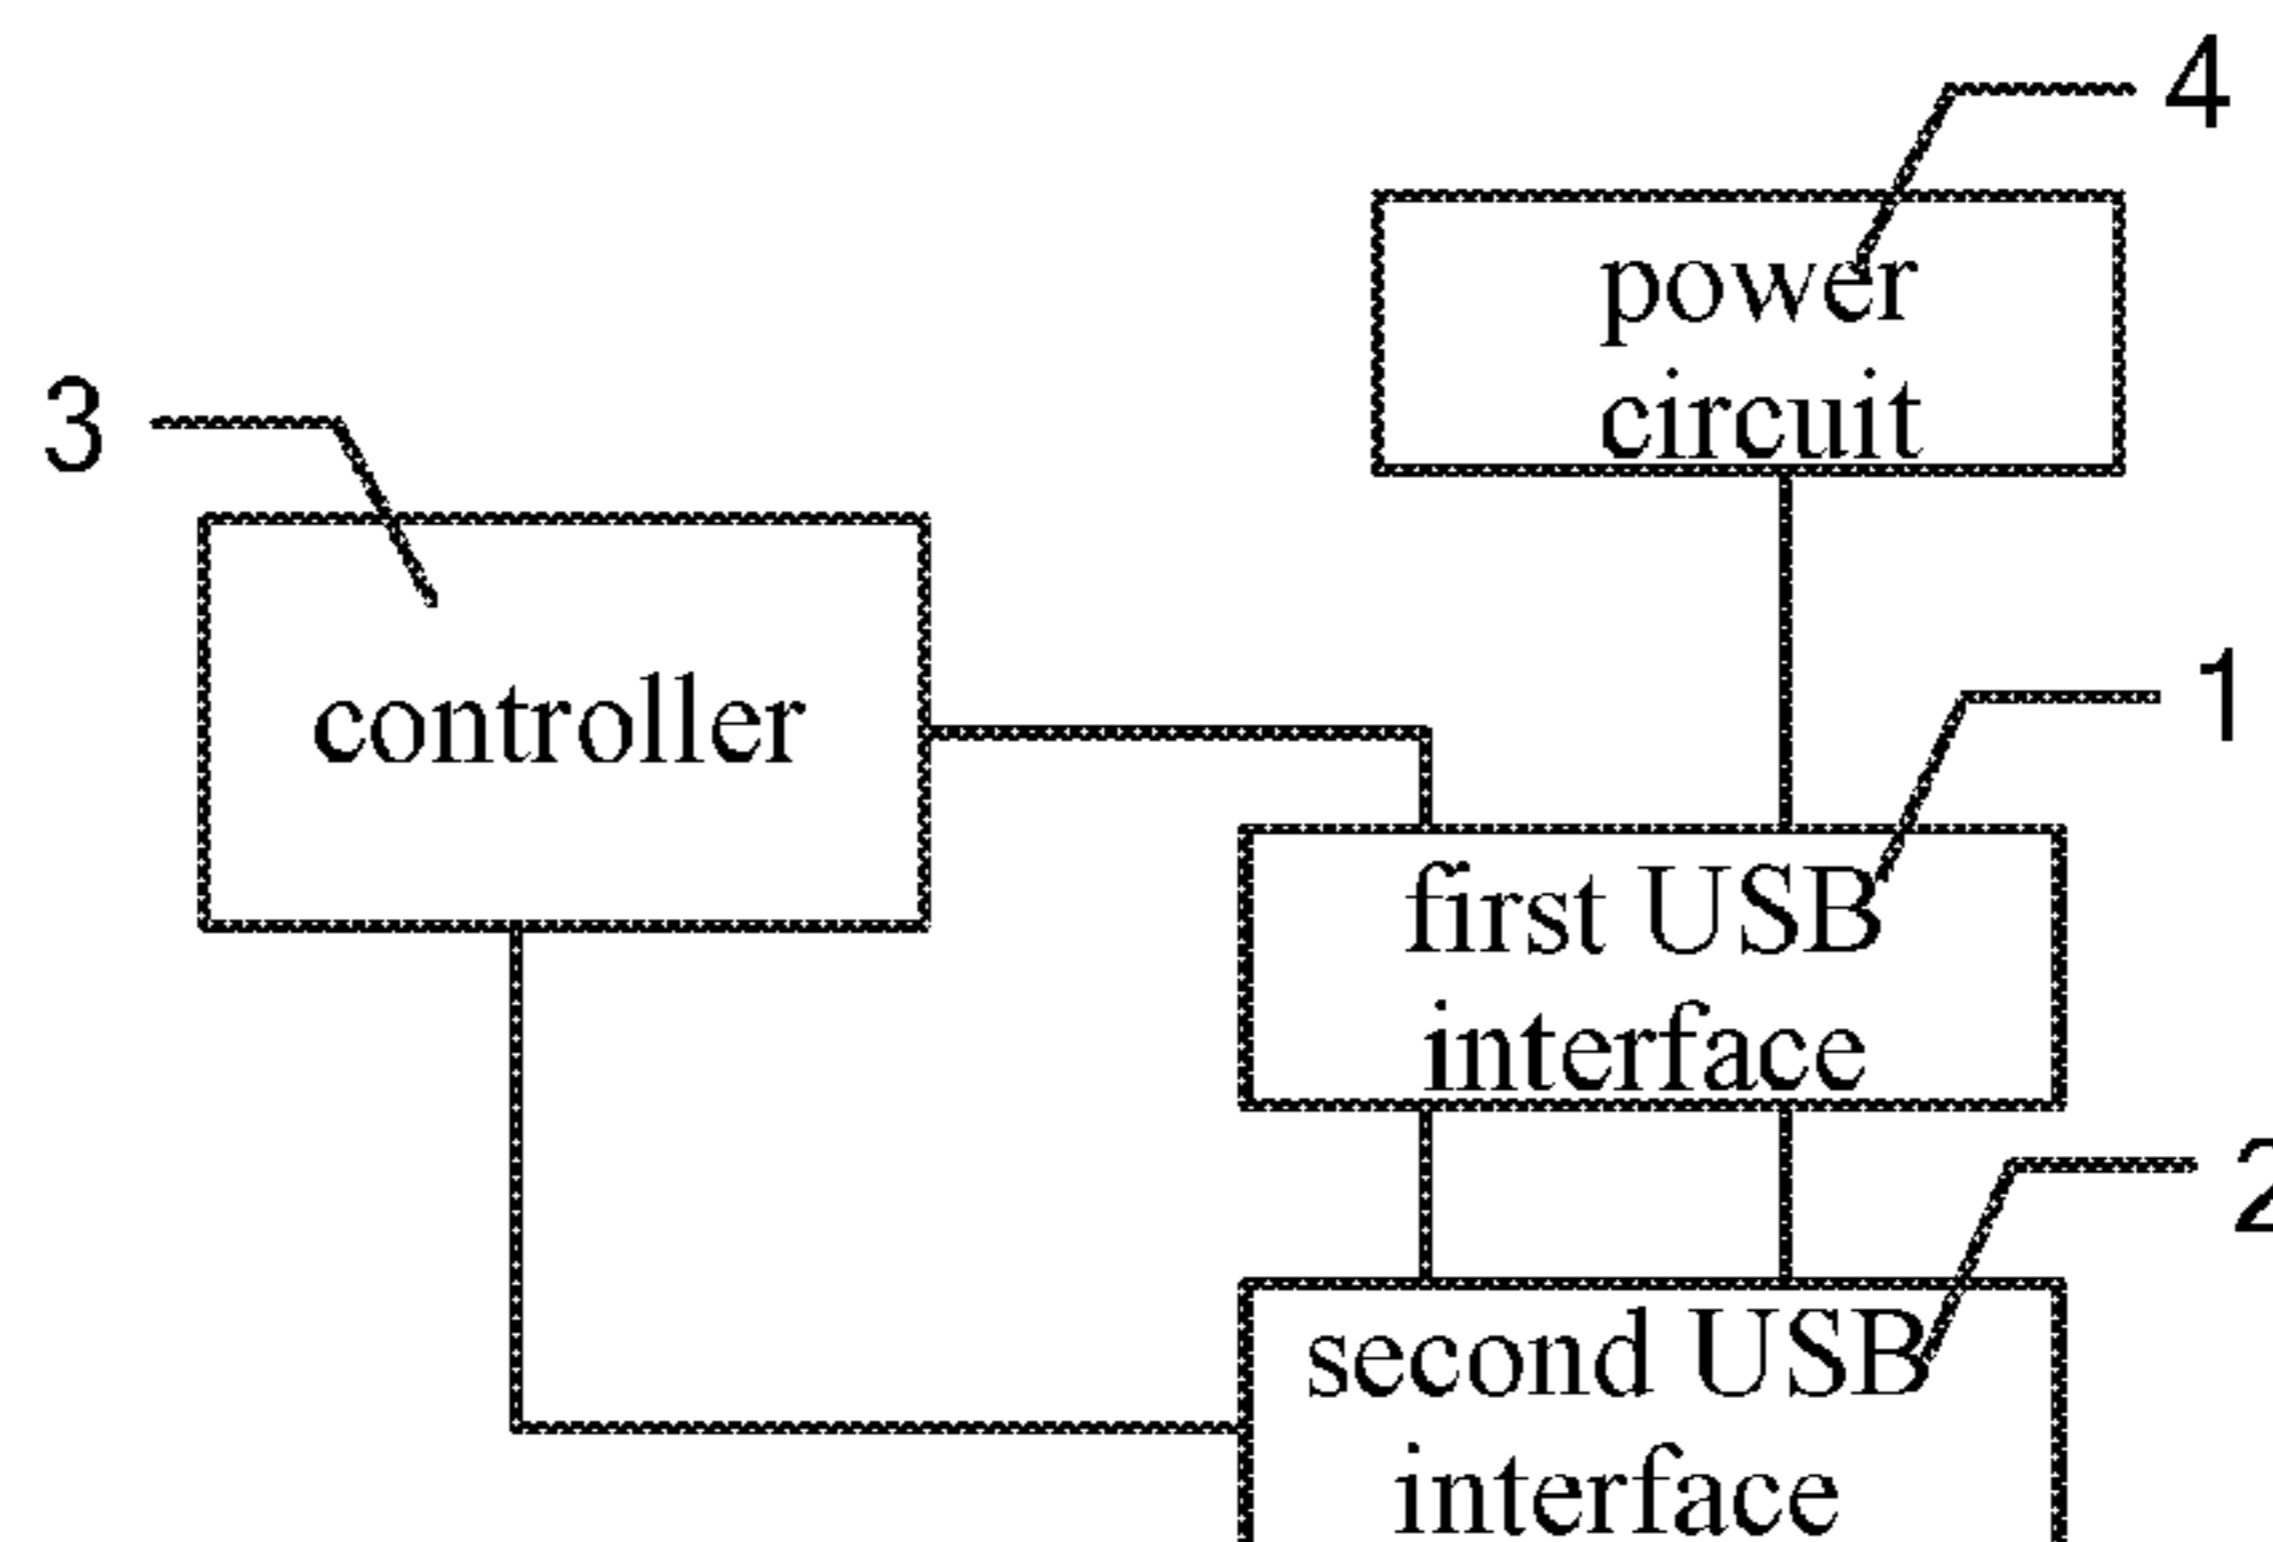 4
power
circuit
3
controller
1
first USB
interface
2
second USB
interface